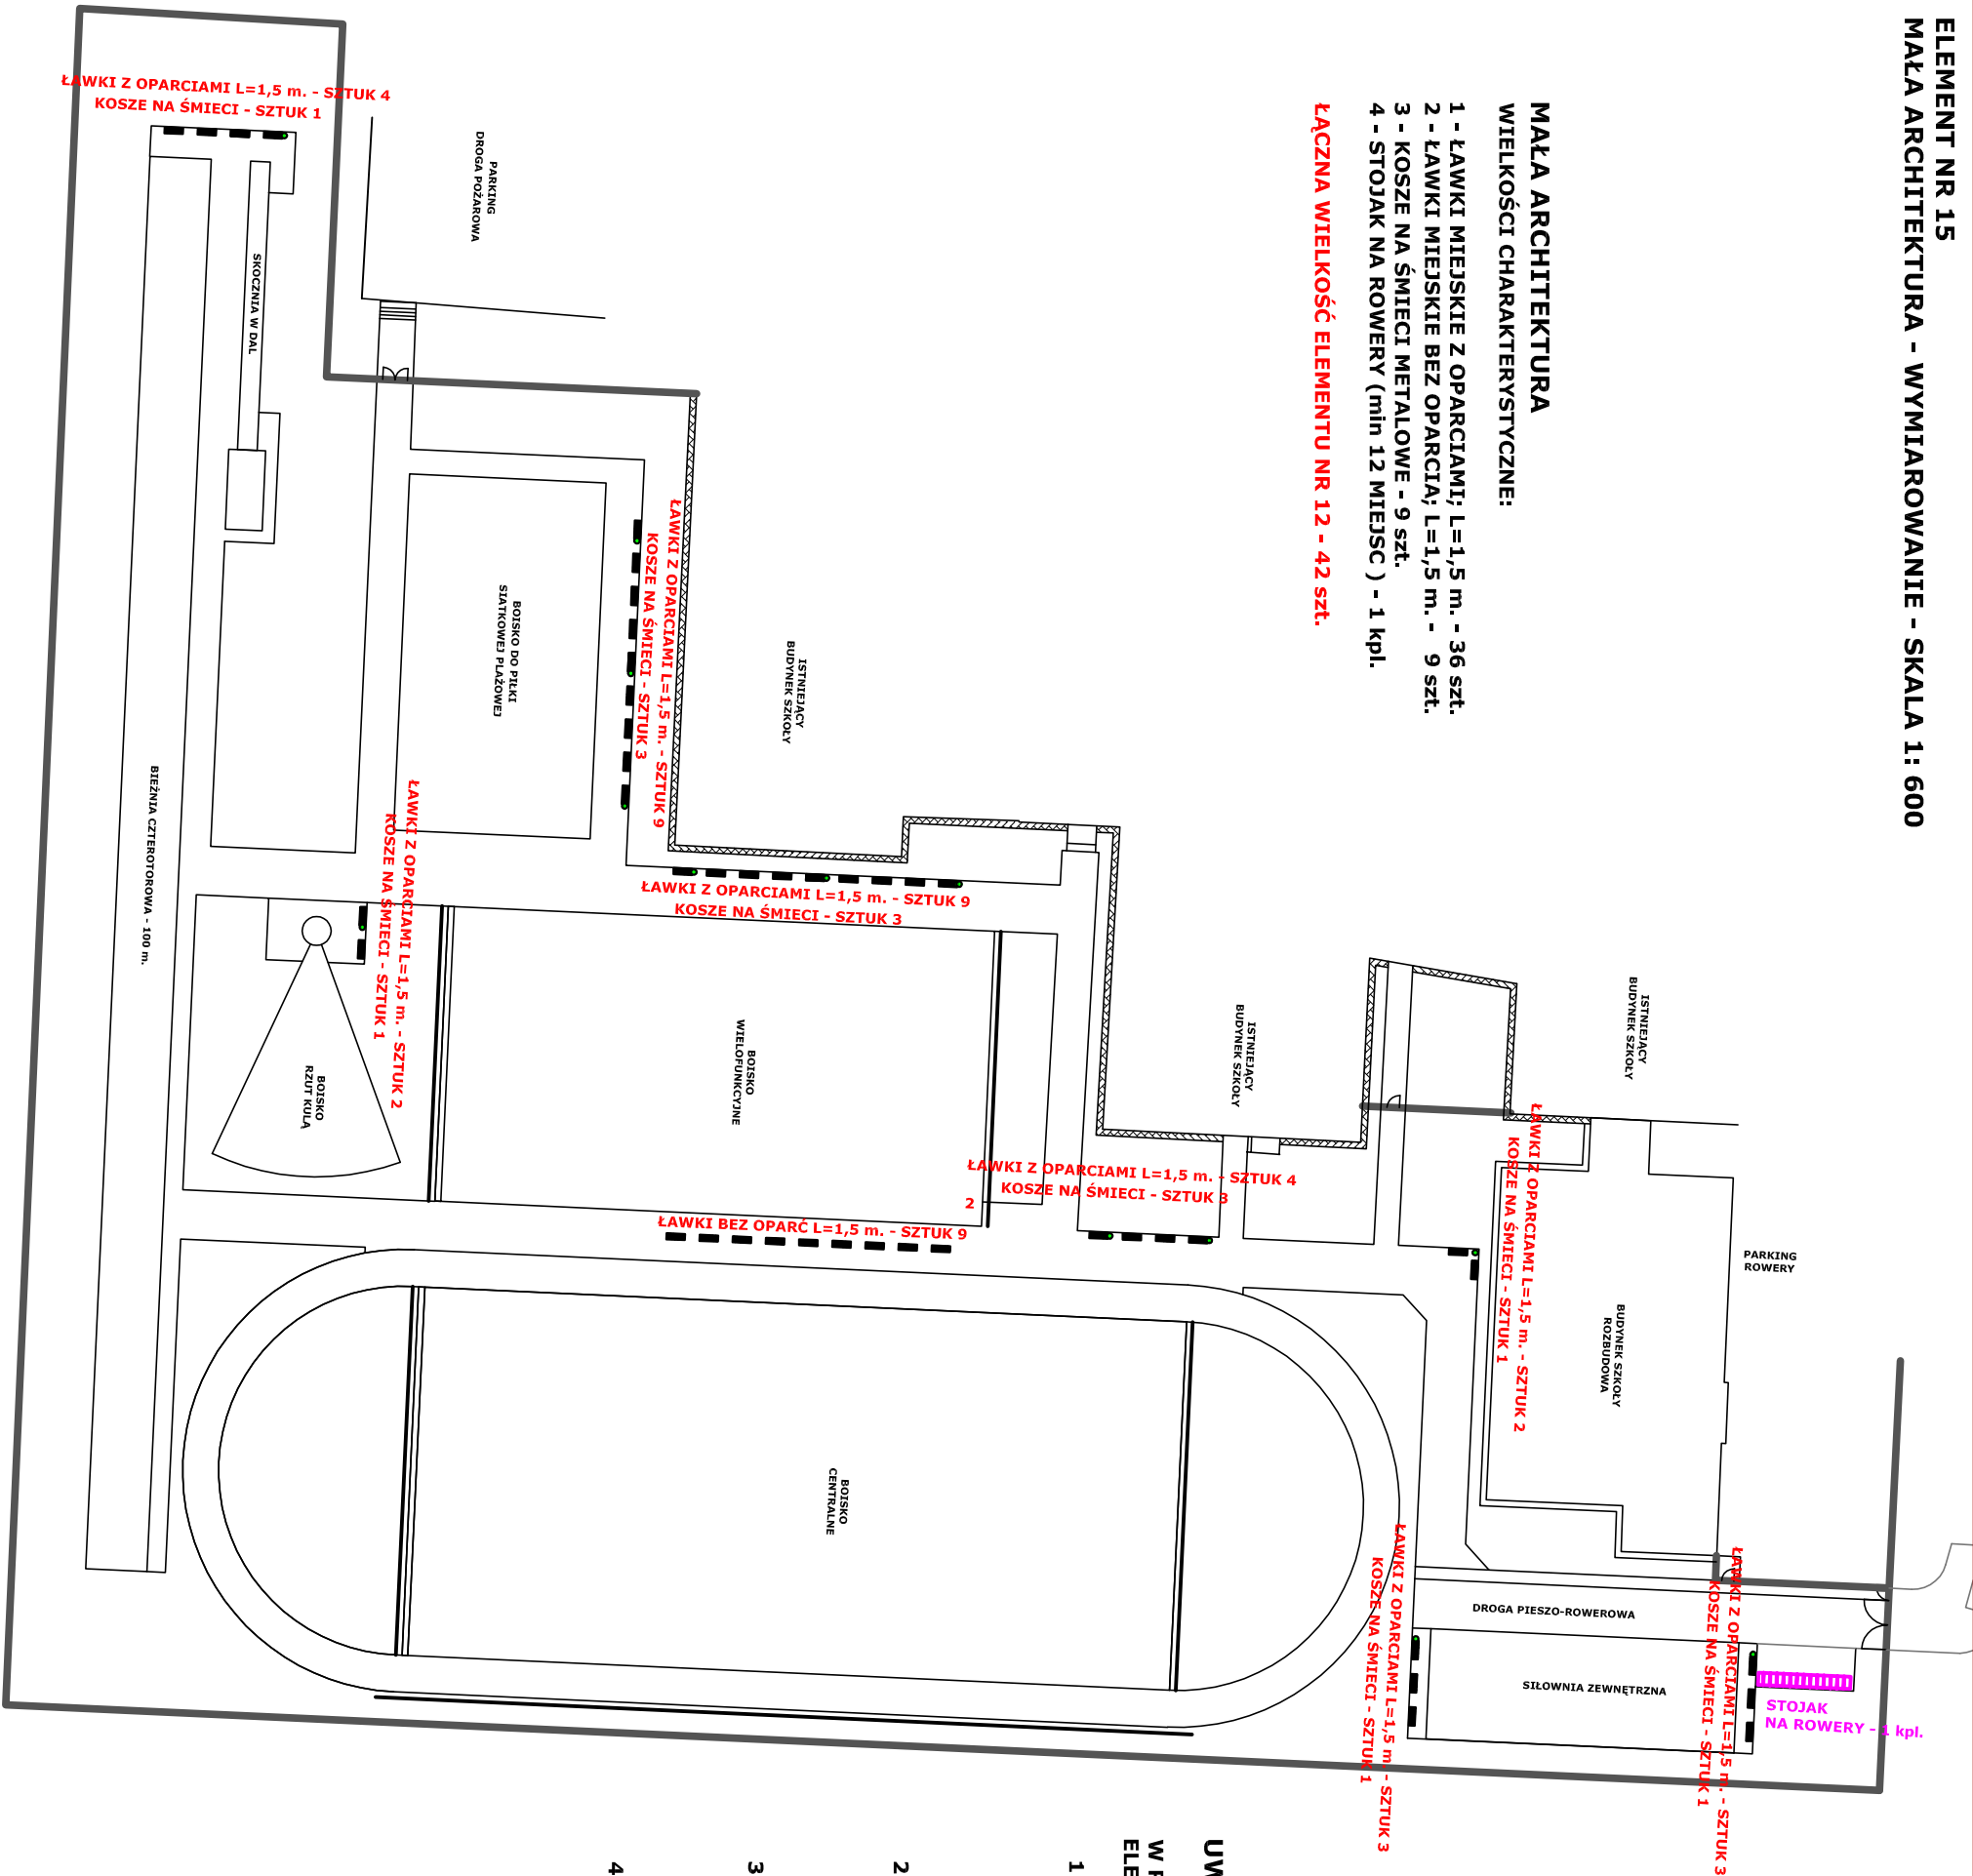 ELEMENT NR 15
MAŁA ARCHITEKTURA - WYMIAROWANIE - SKALA 1: 600
MAŁA ARCHITEKTURA
WIELKOŚCI CHARAKTERYSTYCZNE:
1 - ŁAWKI MIEJSKIE Z OPARCIAMI; L=1,5 m. - 36 szt.
2 - ŁAWKI MIEJSKIE BEZ OPARCIA; L=1,5 m. - 9 szt.
3 - KOSZE NA ŚMIECI METALOWE - 9 szt.
4 - STOJAK NA ROWERY (min 12 MIEJSC ) - 1 kpl.
ŁĄCZNA WIELKOŚĆ ELEMENTU NR 12 - 42 szt.
ŁAWKI Z OPARCIAMI L=1,5 m. - SZTUK 4
KOSZE NA ŚMIECI - SZTUK 1
PARKING
DROGA POŻAROWA
SKOCZNIA W DAL
BOISKO DO PIŁKI
SIATKOWEJ PLAŻOWEJ
ŁAWKI Z OPARCIAMI L=1,5 m. - SZTUK 9
KOSZE NA ŚMIECI - SZTUK 3
ISTNIEJĄCY
BUDYNEK SZKOŁY
BIEŻNIA CZTEROTOROWA - 100 m.
ŁAWKI Z OPARCIAMI L=1,5 m. - SZTUK 2
KOSZE NA ŚMIECI - SZTUK 1
ŁAWKI Z OPARCIAMI L=1,5 m. - SZTUK 9
KOSZE NA ŚMIECI - SZTUK 3
BOISKO
RZUT KULĄ
BOISKO
WIELOFUNKCYJNE
ISTNIEJĄCY
BUDYNEK SZKOŁY
ISTNIEJĄCY
BUDYNEK SZKOŁY
ŁAWKI Z OPARCIAMI L=1,5 m. - SZTUK 4
KOSZE NA ŚMIECI - SZTUK 3
2
ŁAWKI BEZ OPARĆ L=1,5 m. - SZTUK 9
ŁAWKI Z OPARCIAMI L=1,5 m. - SZTUK 2
KOSZE NA ŚMIECI - SZTUK 1
PARKING
ROWERY
BUDYNEK SZKOŁY
ROZBUDOWA
BOISKO
CENTRALNE
ŁAWKI Z OPARCIAMI L=1,5 m. - SZTUK 3
KOSZE NA ŚMIECI - SZTUK 1
DROGA PIESZO-ROWEROWA
SIŁOWNIA ZEWNĘTRZNA
ŁAWKI Z OPARCIAMI L=1,5 m. - SZTUK 3
KOSZE NA ŚMIECI - SZTUK 1
STOJAK
NA ROWERY - 1 kpl.
UW
W
ELE
1
2
3
4